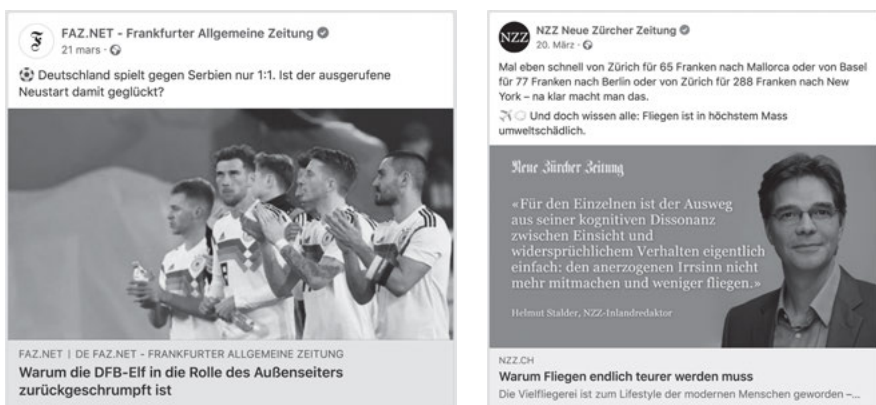 FAZ.NET - Frankfurter Allgemeine Zeitung
21 mars ·
⚽ Deutschland spielt gegen Serbien nur 1:1. Ist der ausgerufene
Neustart damit geglückt?
FAZ.NET | DE FAZ.NET - FRANKFURTER ALLGEMEINE ZEITUNG
Warum die DFB-Elf in die Rolle des Außenseiters
zurückgeschrumpft ist
NZZ
NZZ Neue Zürcher Zeitung
20. März ·
Mal eben schnell von Zürich für 65 Franken nach Mallorca oder von Basel
für 77 Franken nach Berlin oder von Zürich für 288 Franken nach New
York – na klar macht man das.
Und doch wissen alle: Fliegen ist in höchstem Mass
umweltschädlich.
Neue Zürcher Zeitung
«Für den Einzelnen ist der Ausweg
aus seiner kognitiven Dissonanz
zwischen Einsicht und
widersprüchlichem Verhalten eigentlich
einfach: den anerzogenen Irrsinn nicht
mehr mitmachen und weniger fliegen.»
Helmut Stalder, NZZ-Inlandredaktor
NZZ.CH
Warum Fliegen endlich teurer werden muss
Die Vielfliegerei ist zum Lifestyle der modernen Menschen geworden –...